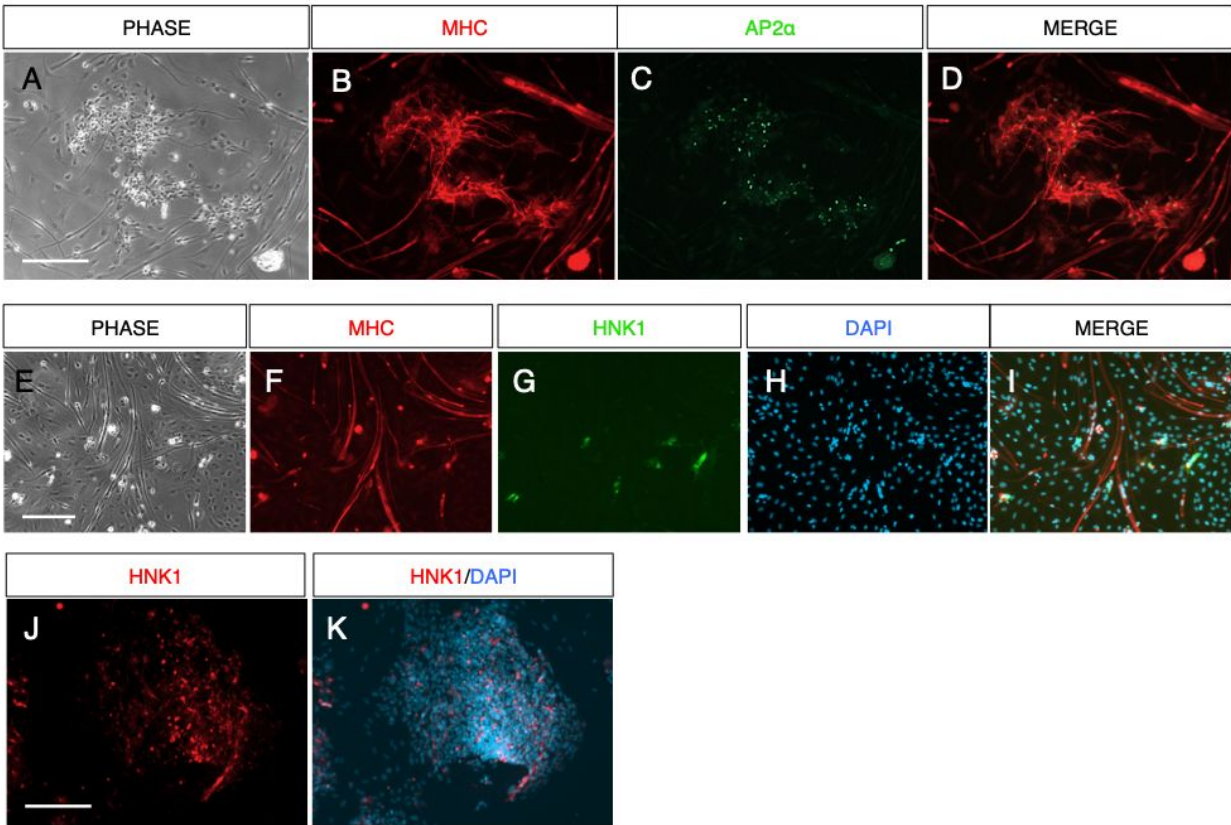 PHASE MHC AP2α MERGE
A B C D
PHASE MHC HNK1 DAPI MERGE
E F G H I
HNK1 HNK1/DAPI
J K